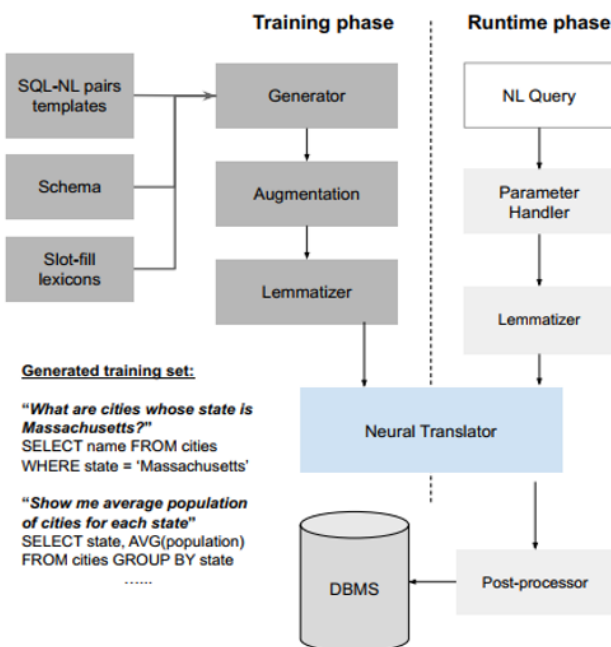 Training phase
Runtime phase
SQL-NL pairs
templates
Schema
Slot-fill
lexicons
Generator
Augmentation
Lemmatizer
NL Query
Parameter
Handler
Lemmatizer
Neural Translator
Generated training set:
“What are cities whose state is
Massachusetts?”
SELECT name FROM cities
WHERE state = ‘Massachusetts’
“Show me average population
of cities for each state”
SELECT state, AVG(population)
FROM cities GROUP BY state
......
DBMS
Post-processor